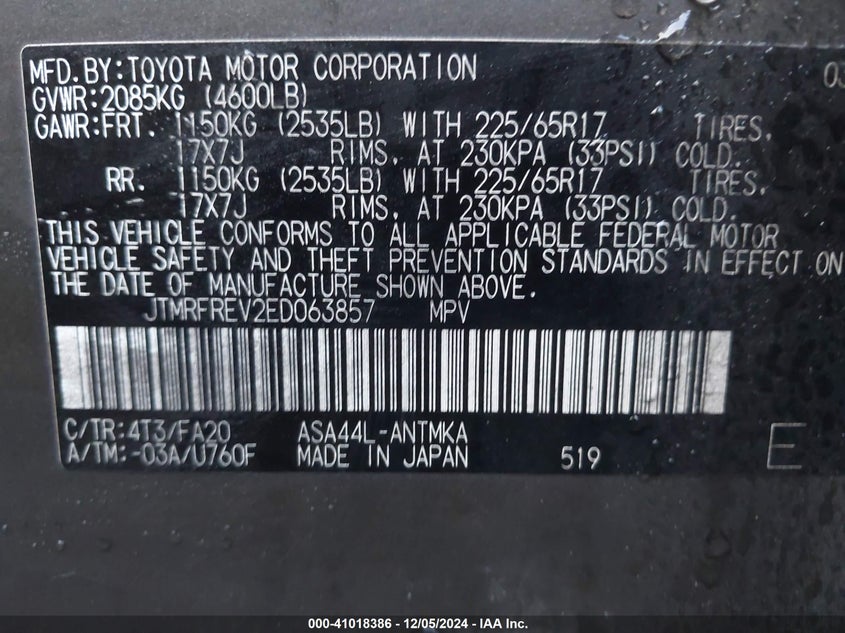 MFD.BY:TOYOTA MOTOR CORPORATION 03
GVWR:2085KG (4600LB)
GAWR:FRT. 1150KG (2535LB) WITH 225/65R17 TIRES,
17X7J RIMS, AT 230KPA (33PSI) COLD.
RR. 1150KG (2535LB) WITH 225/65R17 TIRES,
17X7J RIMS, AT 230KPA (33PSI) COLD.
THIS VEHICLE CONFORMS TO ALL APPLICABLE FEDERAL MOTOR
VEHICLE SAFETY AND THEFT PREVENTION STANDARDS IN EFFECT ON
THE DATE OF MANUFACTURE SHOWN ABOVE.
JTMRFREV2ED063857 MPV
C/TR:4T3/FA20 ASA44L-ANTMKA
A/TM:-03A/U760F MADE IN JAPAN 519 E
000-41018386 - 12/05/2024 - IAA Inc.